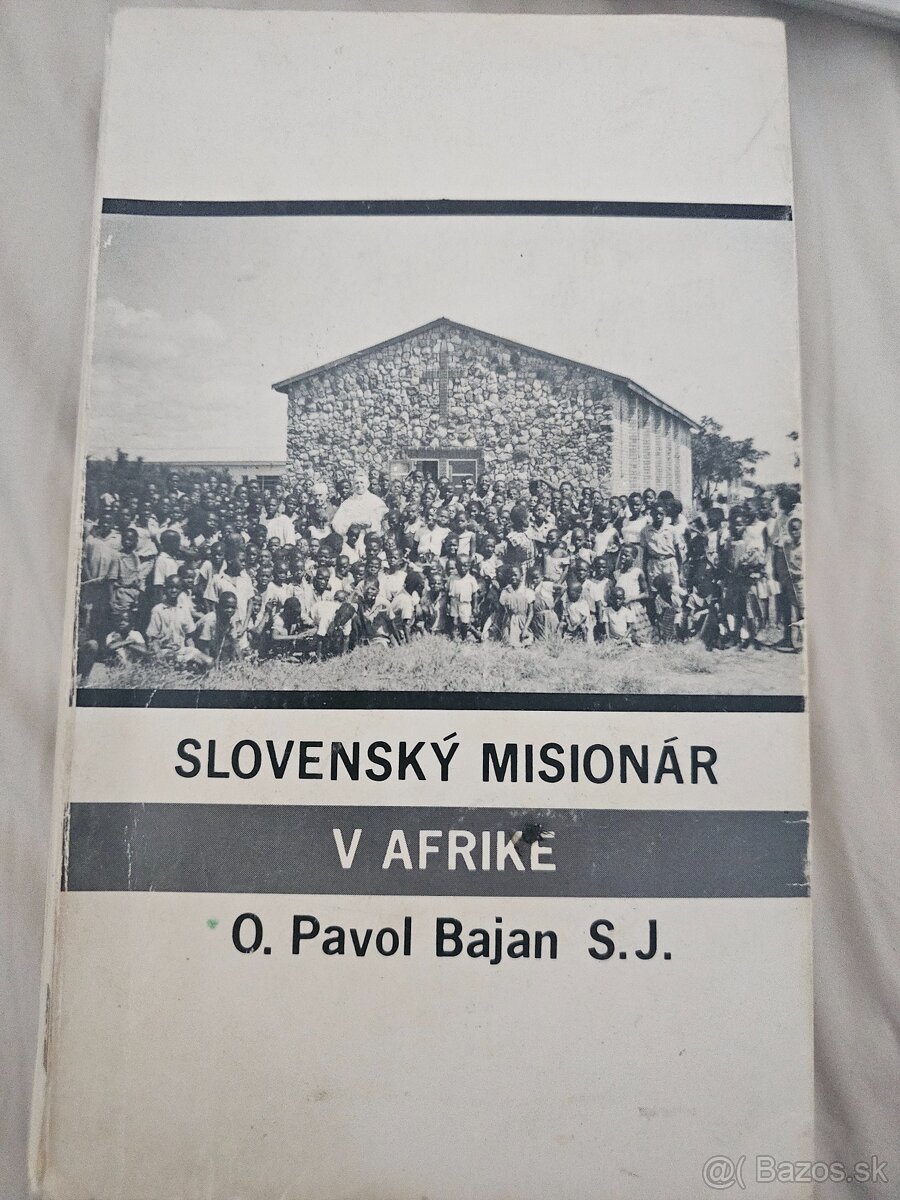 SLOVENSKÝ MISIONÁR
V AFRIKE
O. Pavol Bajan S.J.
@( Bazos.sk